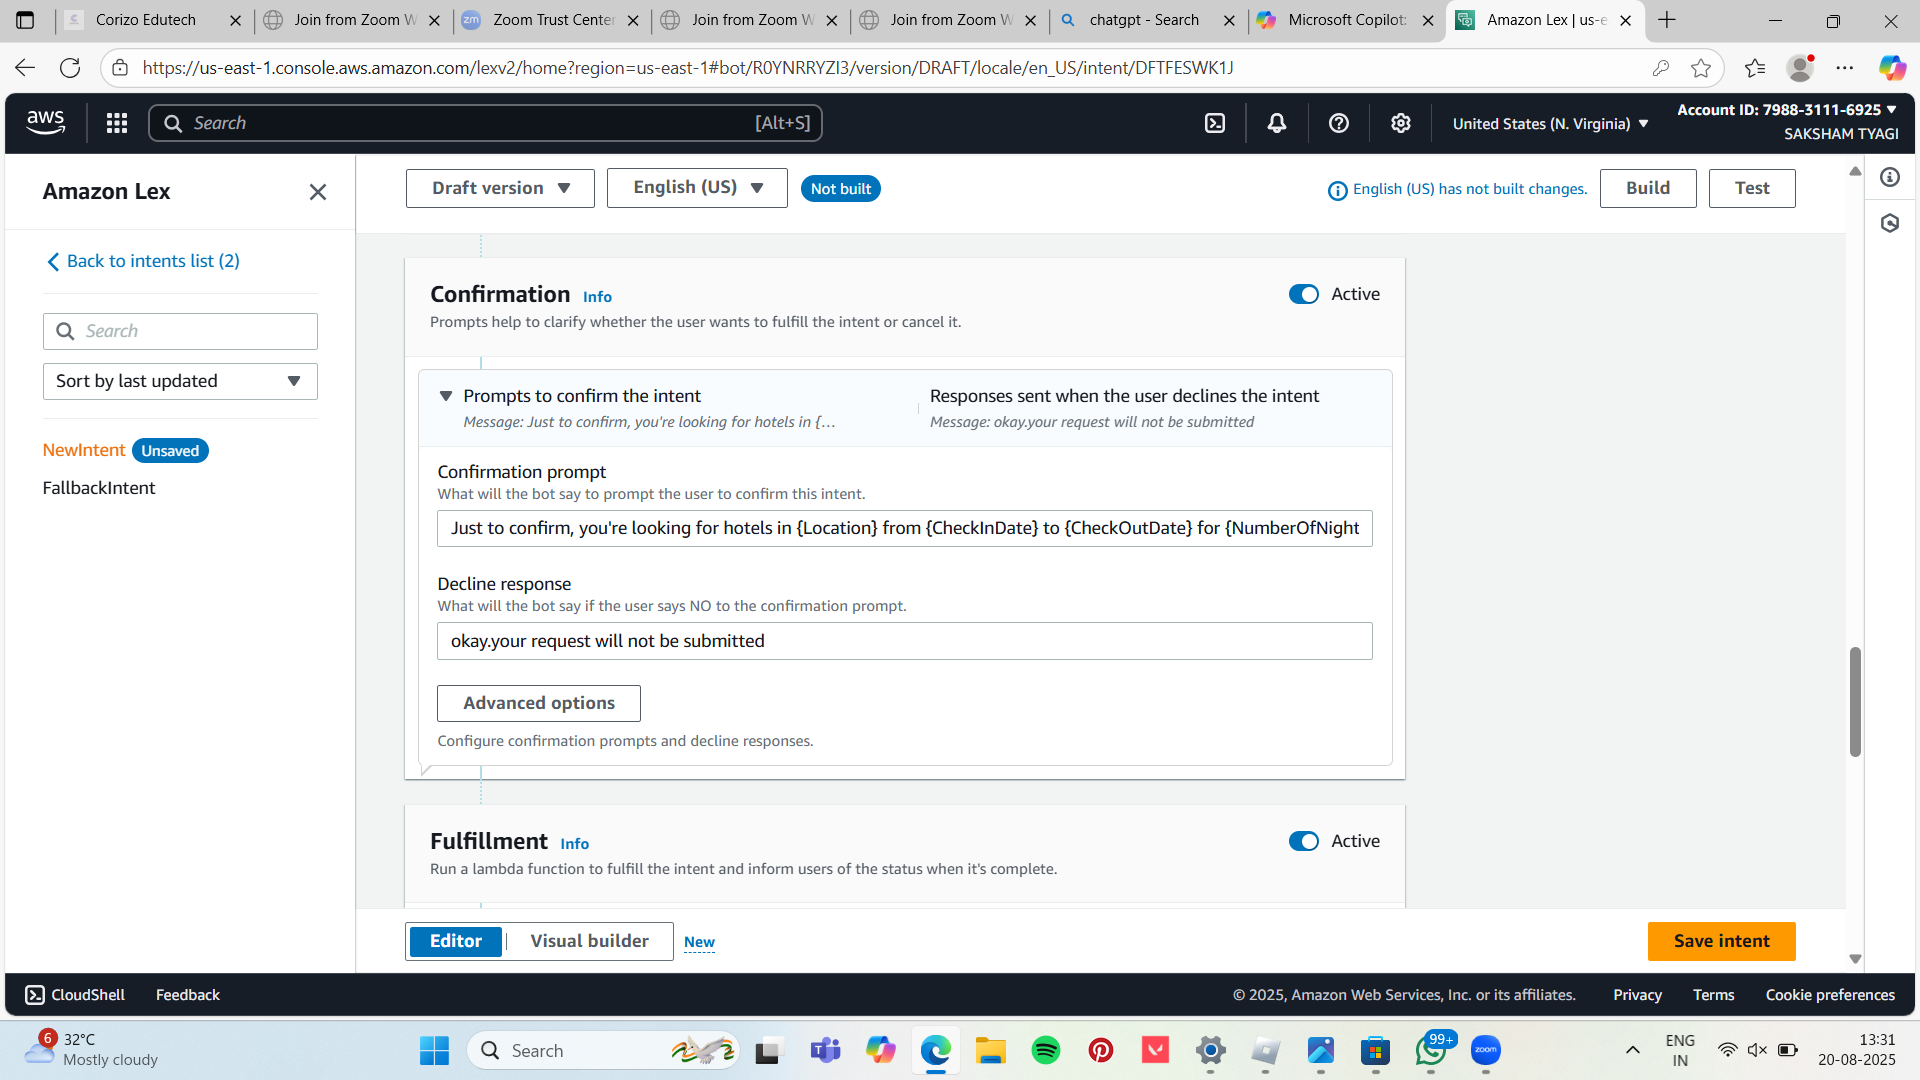 Corizo Edutech
Join from Zoom W
Zoom Trust Center
Join from Zoom W
Join from Zoom W
chatgpt - Search
Microsoft Copilot:
Amazon Lex | us-e
https://us-east-1.console.aws.amazon.com/lexv2/home?region=us-east-1#bot/R0YNRRYZI3/version/DRAFT/locale/en_US/intent/DFTFESWK1J
aws
Search
[Alt+S]
United States (N. Virginia)
Account ID: 7988-3111-6925
SAKSHAM TYAGI
Amazon Lex
Draft version
English (US)
Not built
English (US) has not built changes.
Build
Test
Back to intents list (2)
Search
Sort by last updated
NewIntent Unsaved
FallbackIntent
Confirmation Info
Active
Prompts help to clarify whether the user wants to fulfill the intent or cancel it.
Prompts to confirm the intent
Message: Just to confirm, you're looking for hotels in {...
Responses sent when the user declines the intent
Message: okay.your request will not be submitted
Confirmation prompt
What will the bot say to prompt the user to confirm this intent.
Just to confirm, you're looking for hotels in {Location} from {CheckInDate} to {CheckOutDate} for {NumberOfNight
Decline response
What will the bot say if the user says NO to the confirmation prompt.
okay.your request will not be submitted
Advanced options
Configure confirmation prompts and decline responses.
Fulfillment Info
Active
Run a lambda function to fulfill the intent and inform users of the status when it's complete.
Editor
Visual builder
New
Save intent
CloudShell
Feedback
© 2025, Amazon Web Services, Inc. or its affiliates.
Privacy
Terms
Cookie preferences
6
32°C
Mostly cloudy
Search
99+
zoom
ENG
IN
13:31
20-08-2025